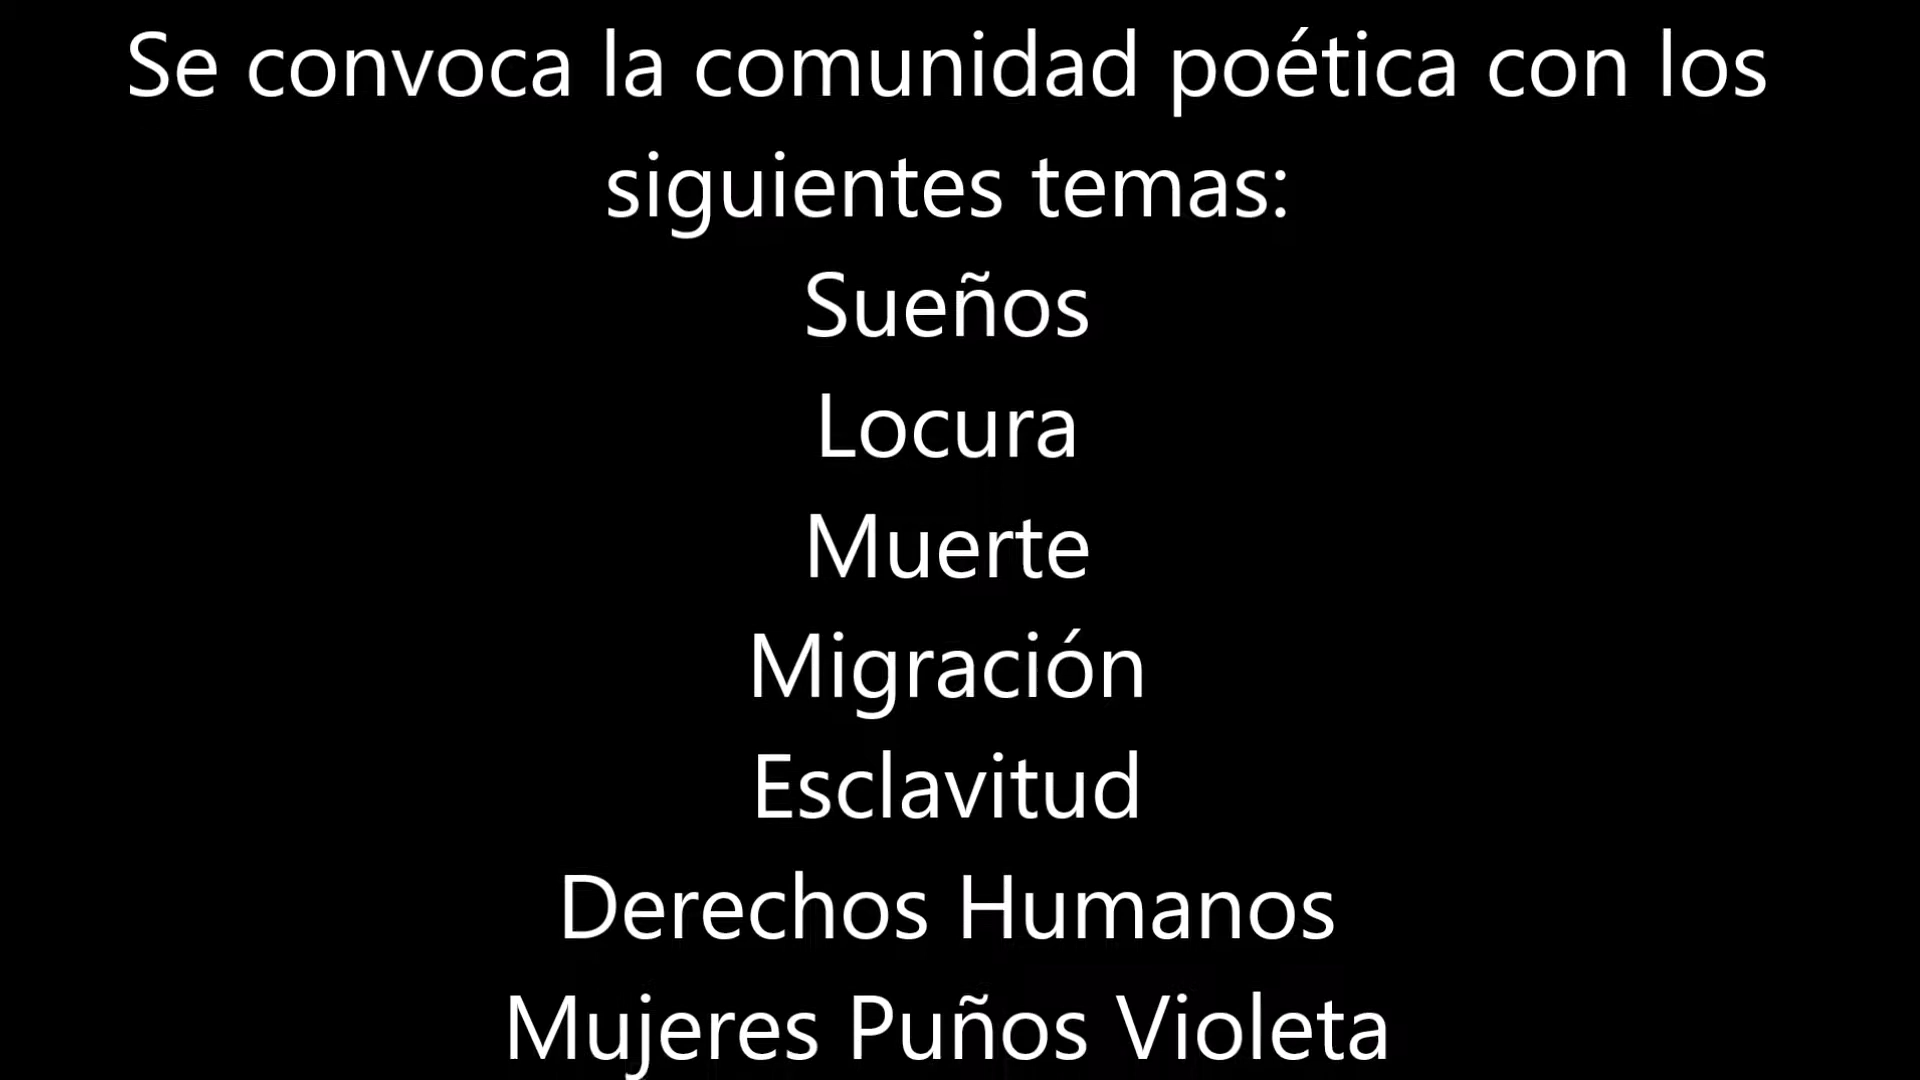 Se convoca la comunidad poética con los
siguientes temas:
Sueños
Locura
Muerte
Migración
Esclavitud
Derechos Humanos
Mujeres Puños Violeta